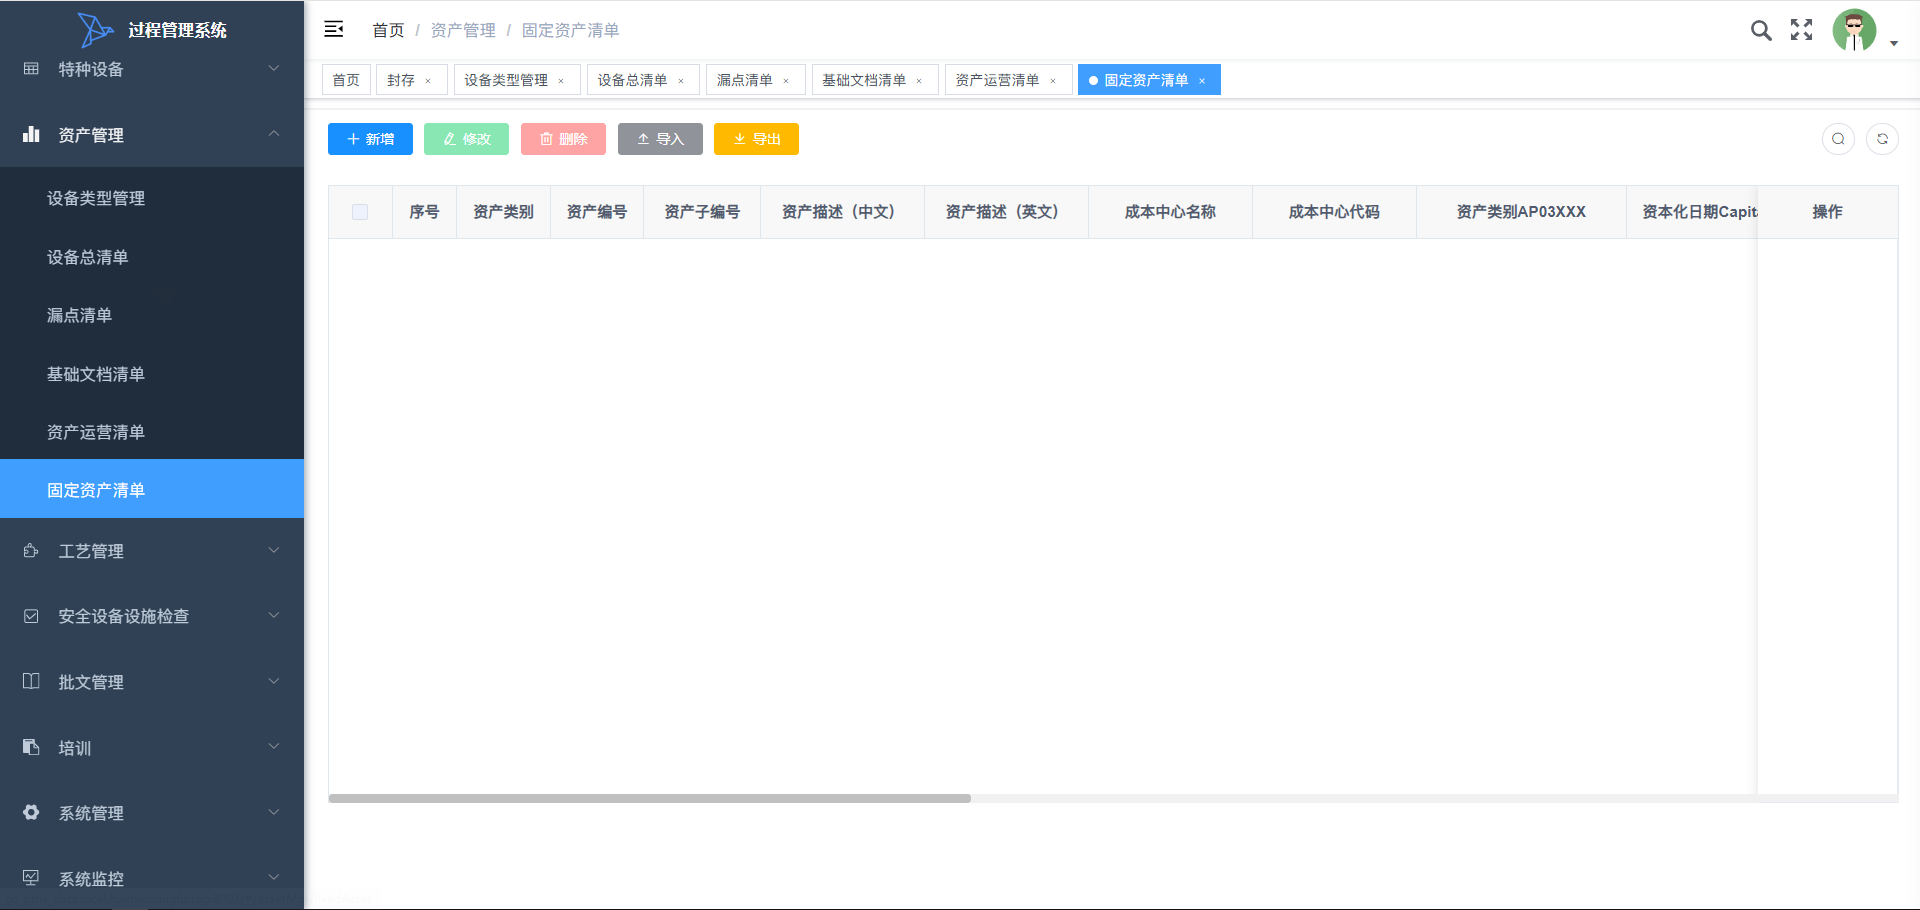 过程管理系统
特种设备
资产管理
设备类型管理
设备总清单
漏点清单
基础文档清单
资产运营清单
固定资产清单
工艺管理
安全设备设施检查
批文管理
培训
系统管理
系统监控
首页 / 资产管理 / 固定资产清单
首页 封存 × 设备类型管理 × 设备总清单 × 漏点清单 × 基础文档清单 × 资产运营清单 × 固定资产清单 ×
新增 修改 删除 导入 导出
序号 资产类别 资产编号 资产子编号 资产描述（中文） 资产描述（英文） 成本中心名称 成本中心代码 资产类别AP03XXX 资本化日期Capit 操作